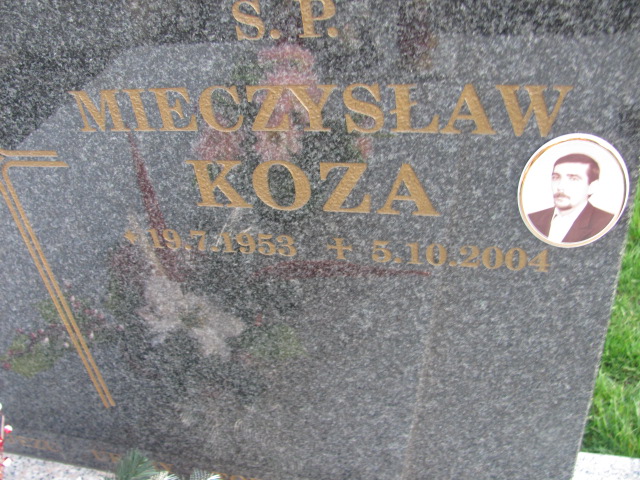 S. P.
MIECZYSŁAW
KOZA
* 19.7.1953 + 5.10.2004